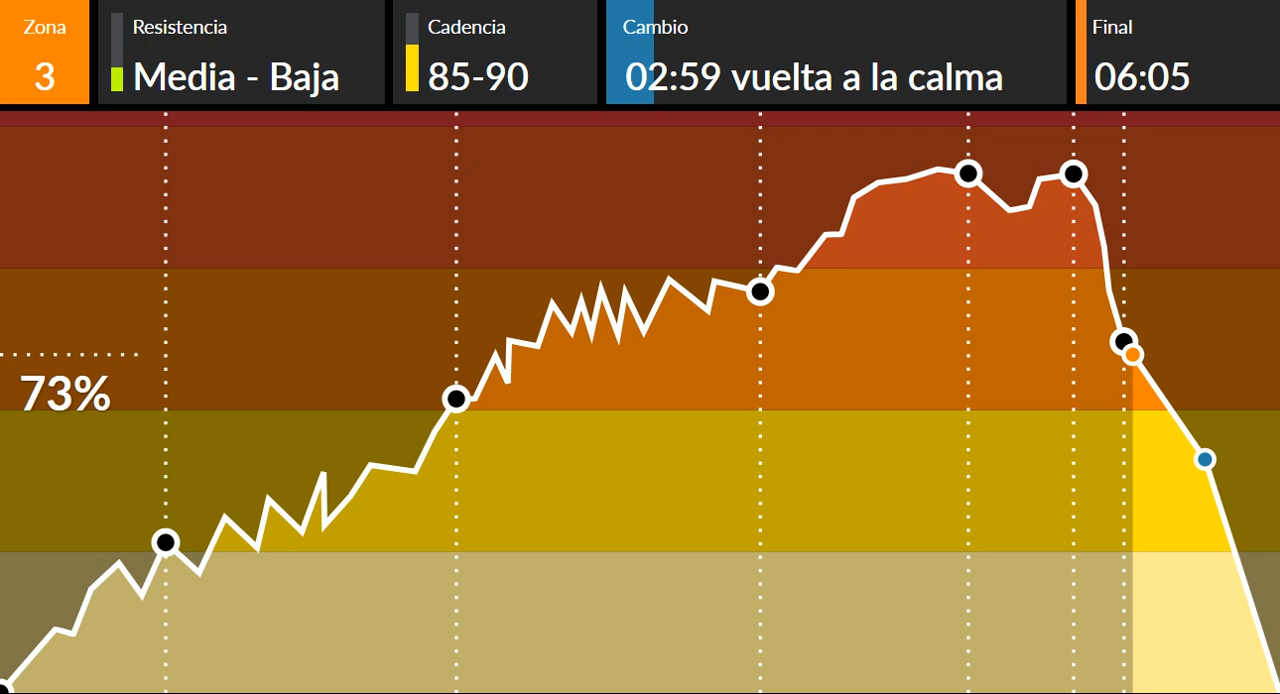 Zona
3
Resistencia
Media - Baja
Cadencia
85-90
Cambio
02:59 vuelta a la calma
Final
06:05
73%